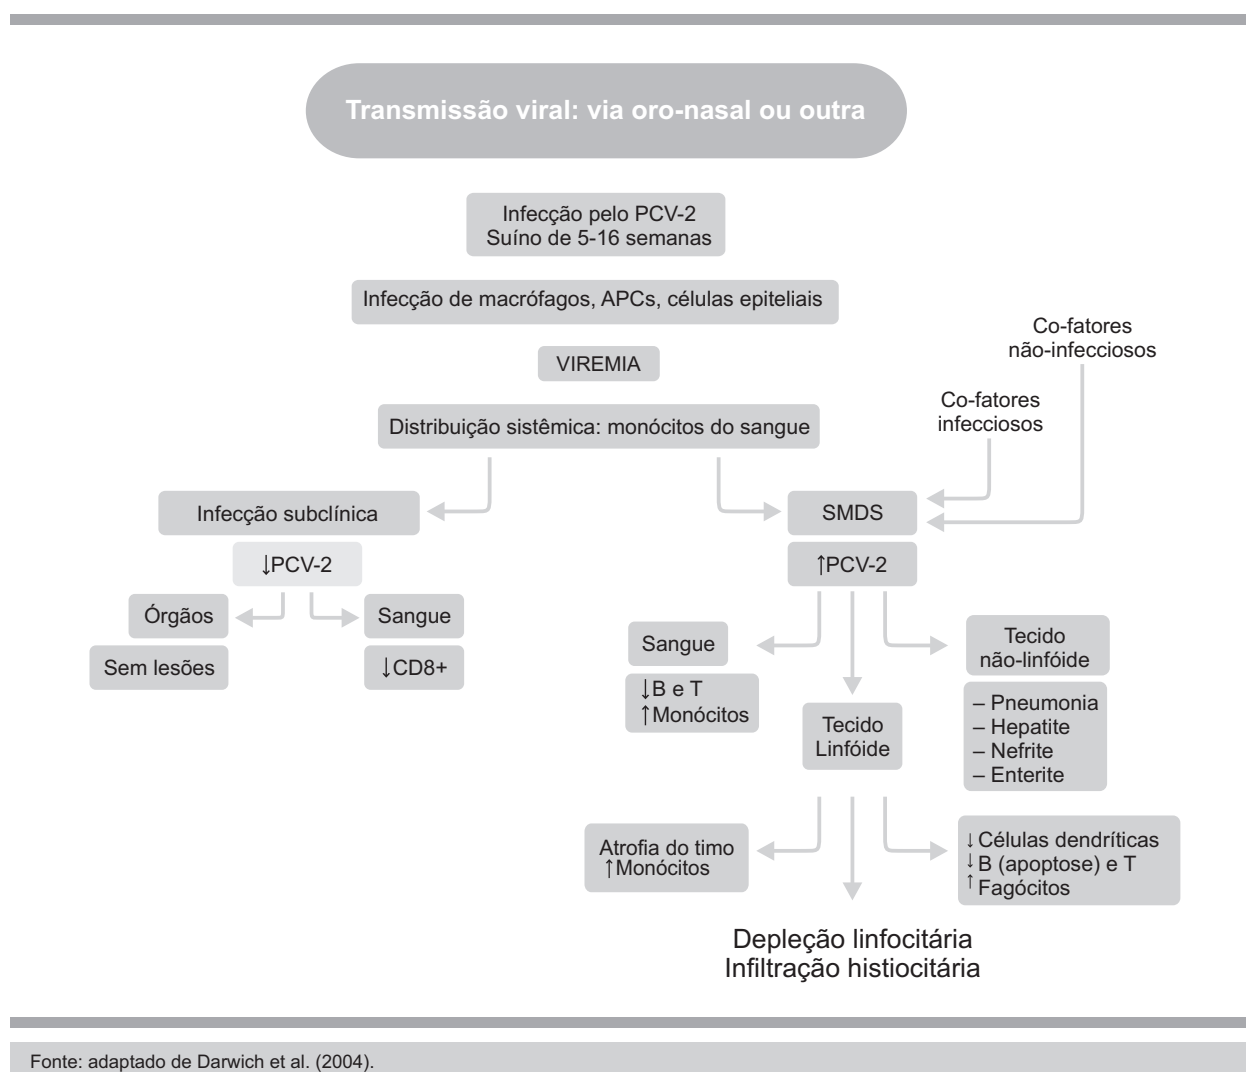 Transmissão viral: via oro-nasal ou outra
Infecção pelo PCV-2
Suíno de 5-16 semanas
Infecção de macrófagos, APCs, células epiteliais
VIREMIA
Distribuição sistêmica: monócitos do sangue
Co-fatores
não-infecciosos
Co-fatores
infecciosos
Infecção subclínica
↓PCV-2
Órgãos
Sem lesões
Sangue
↓CD8+
SMDS
↑PCV-2
Sangue
↓B e T
↑Monócitos
Tecido
Linfóide
Tecido
não-linfóide
– Pneumonia
– Hepatite
– Nefrite
– Enterite
Atrofia do timo
↑Monócitos
↓Células dendríticas
↓B (apoptose) e T
↑Fagócitos
Depleção linfocitária
Infiltração histiocitária
Fonte: adaptado de Darwich et al. (2004).